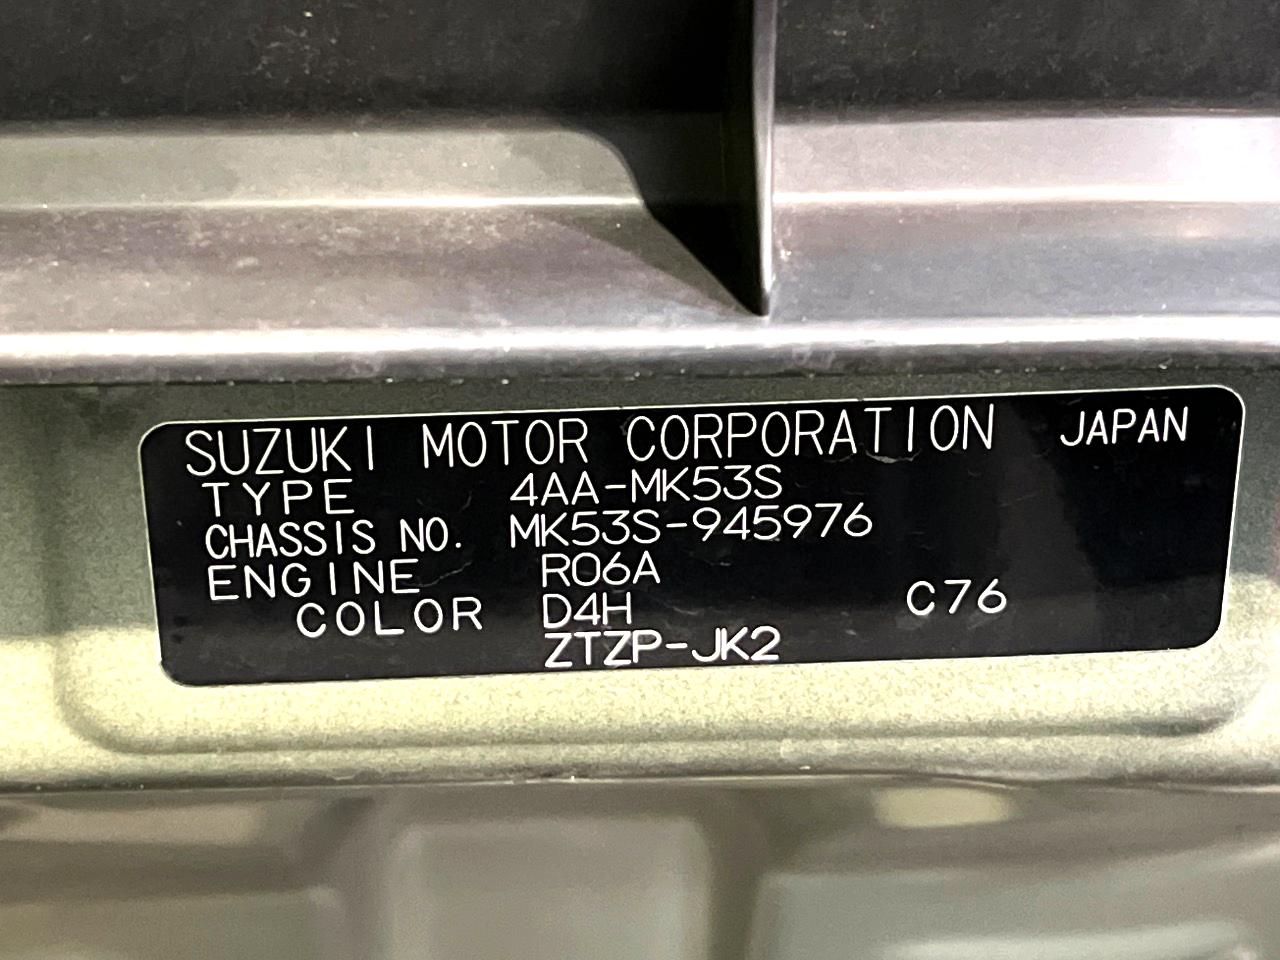 SUZUKI MOTOR CORPORATION JAPAN
TYPE 4AA-MK53S
CHASSIS NO. MK53S-945976
ENGINE R06A
COLOR D4H C76
ZTZP-JK2